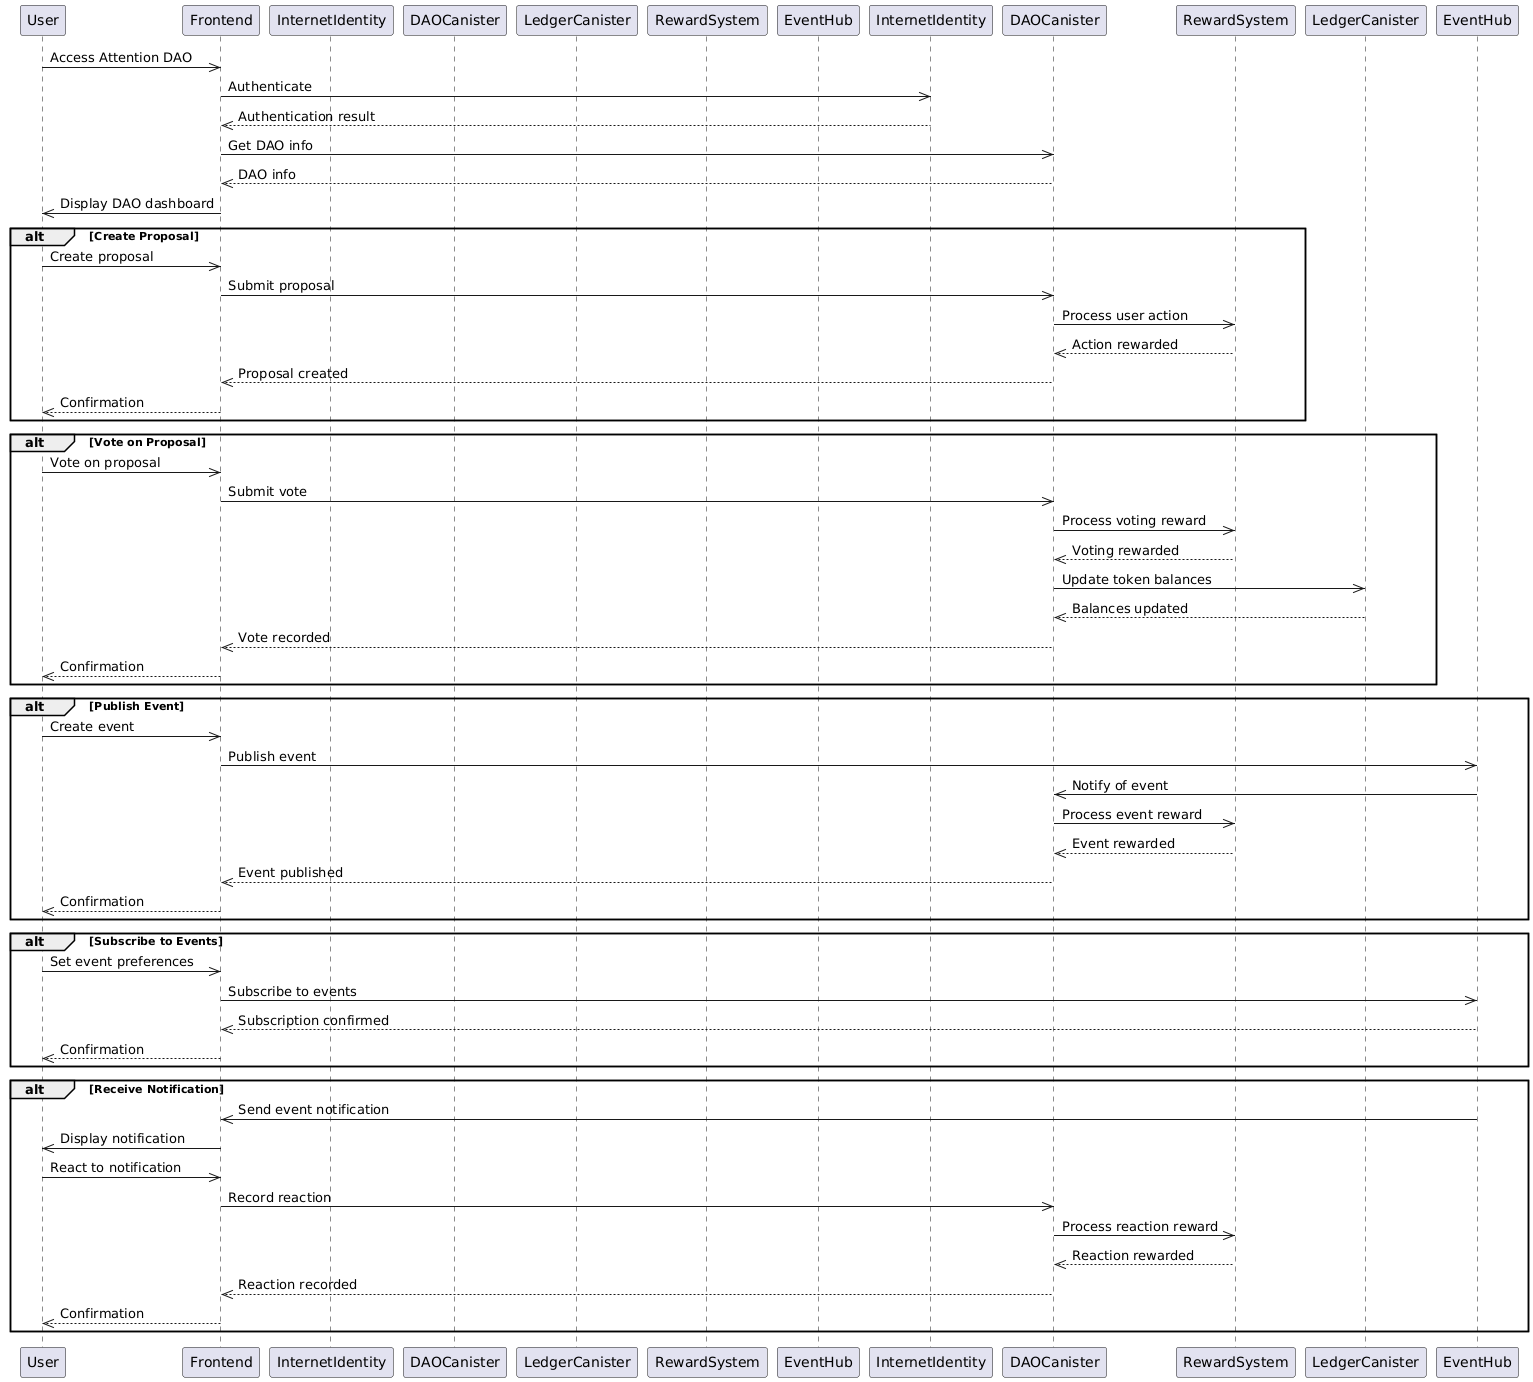 User Frontend InternetIdentity DAOCanister LedgerCanister RewardSystem EventHub InternetIdentity DAOCanister RewardSystem LedgerCanister EventHub
Access Attention DAO
Authenticate
Authentication result
Get DAO info
DAO info
Display DAO dashboard
alt [Create Proposal]
Create proposal
Submit proposal
Process user action
Action rewarded
Proposal created
Confirmation
alt [Vote on Proposal]
Vote on proposal
Submit vote
Process voting reward
Voting rewarded
Update token balances
Balances updated
Vote recorded
Confirmation
alt [Publish Event]
Create event
Publish event
Notify of event
Process event reward
Event rewarded
Event published
Confirmation
alt [Subscribe to Events]
Set event preferences
Subscribe to events
Subscription confirmed
Confirmation
alt [Receive Notification]
Send event notification
Display notification
React to notification
Record reaction
Process reaction reward
Reaction rewarded
Reaction recorded
Confirmation
User Frontend InternetIdentity DAOCanister LedgerCanister RewardSystem EventHub InternetIdentity DAOCanister RewardSystem LedgerCanister EventHub